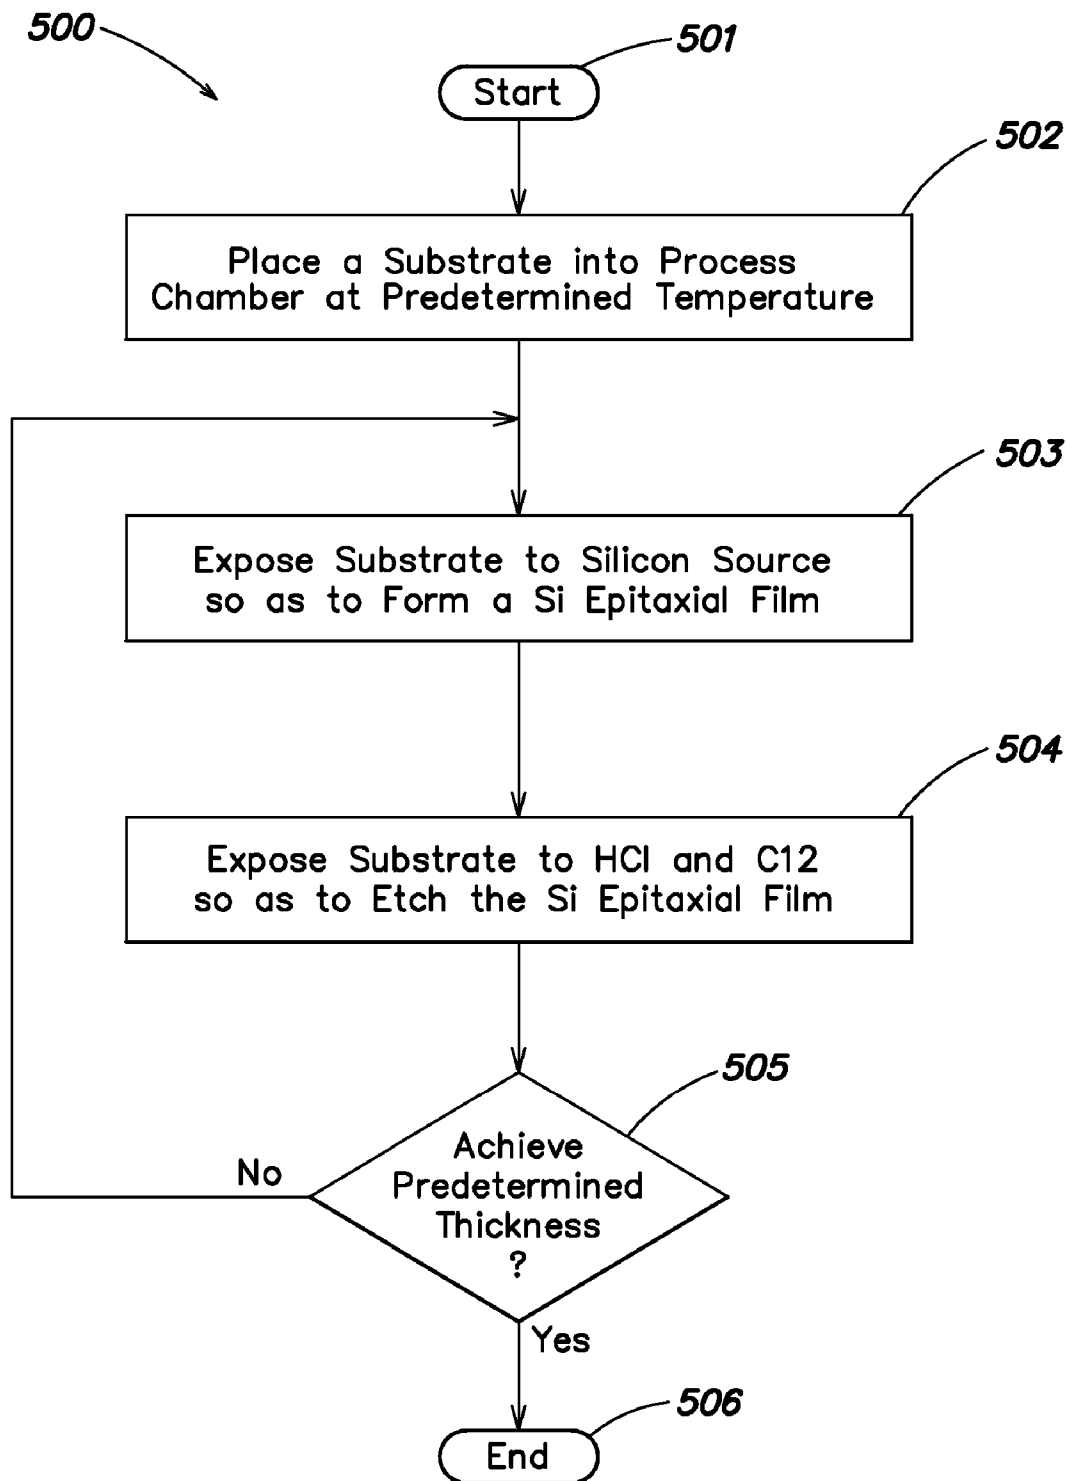 500
501
Start
502
Place a Substrate into Process
Chamber at Predetermined Temperature
503
Expose Substrate to Silicon Source
so as to Form a Si Epitaxial Film
504
Expose Substrate to HCl and C12
so as to Etch the Si Epitaxial Film
505
Achieve
Predetermined
Thickness
?
No
Yes
506
End